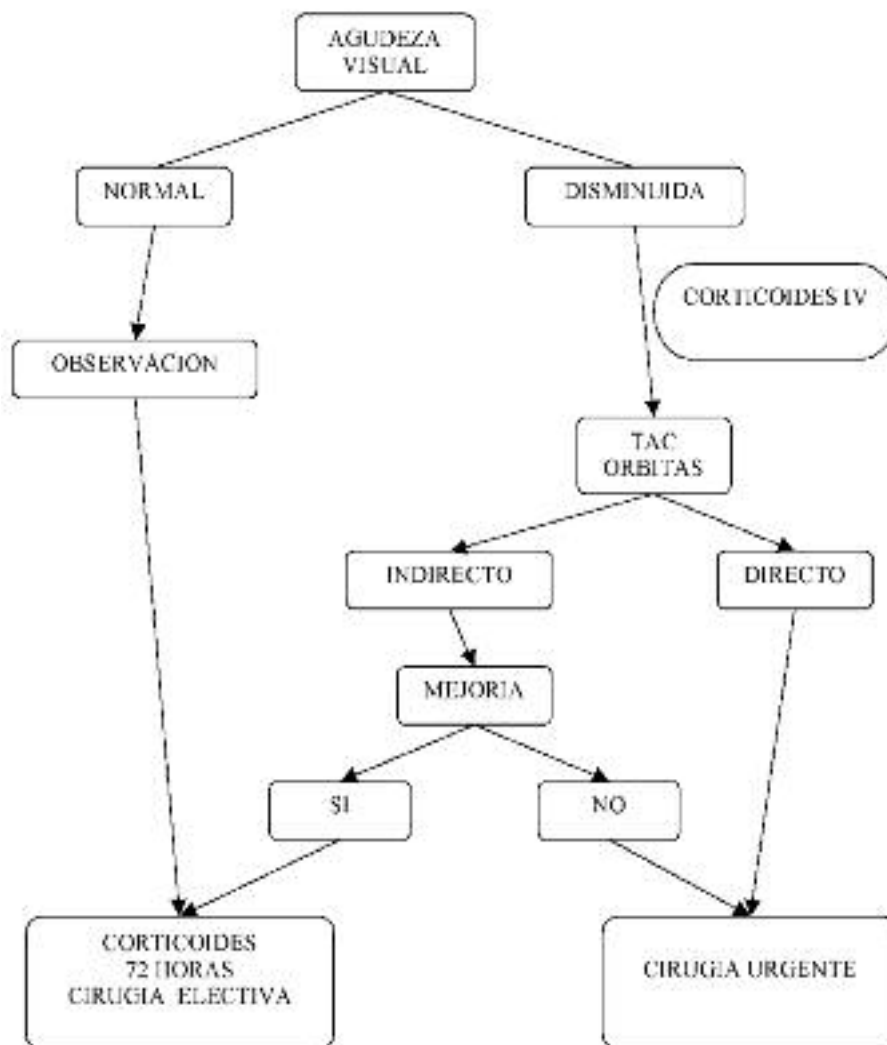 AGUDEZA
VISUAL
NORMAL
DISMINUIDA
CORTICOIDES IV
OBSERVACION
TAC
ORBITAS
INDIRECTO
DIRECTO
MEJORIA
SI
NO
CORTICOIDES
72 HORAS
CIRUGIA ELECTIVA
CIRUGIA URGENTE